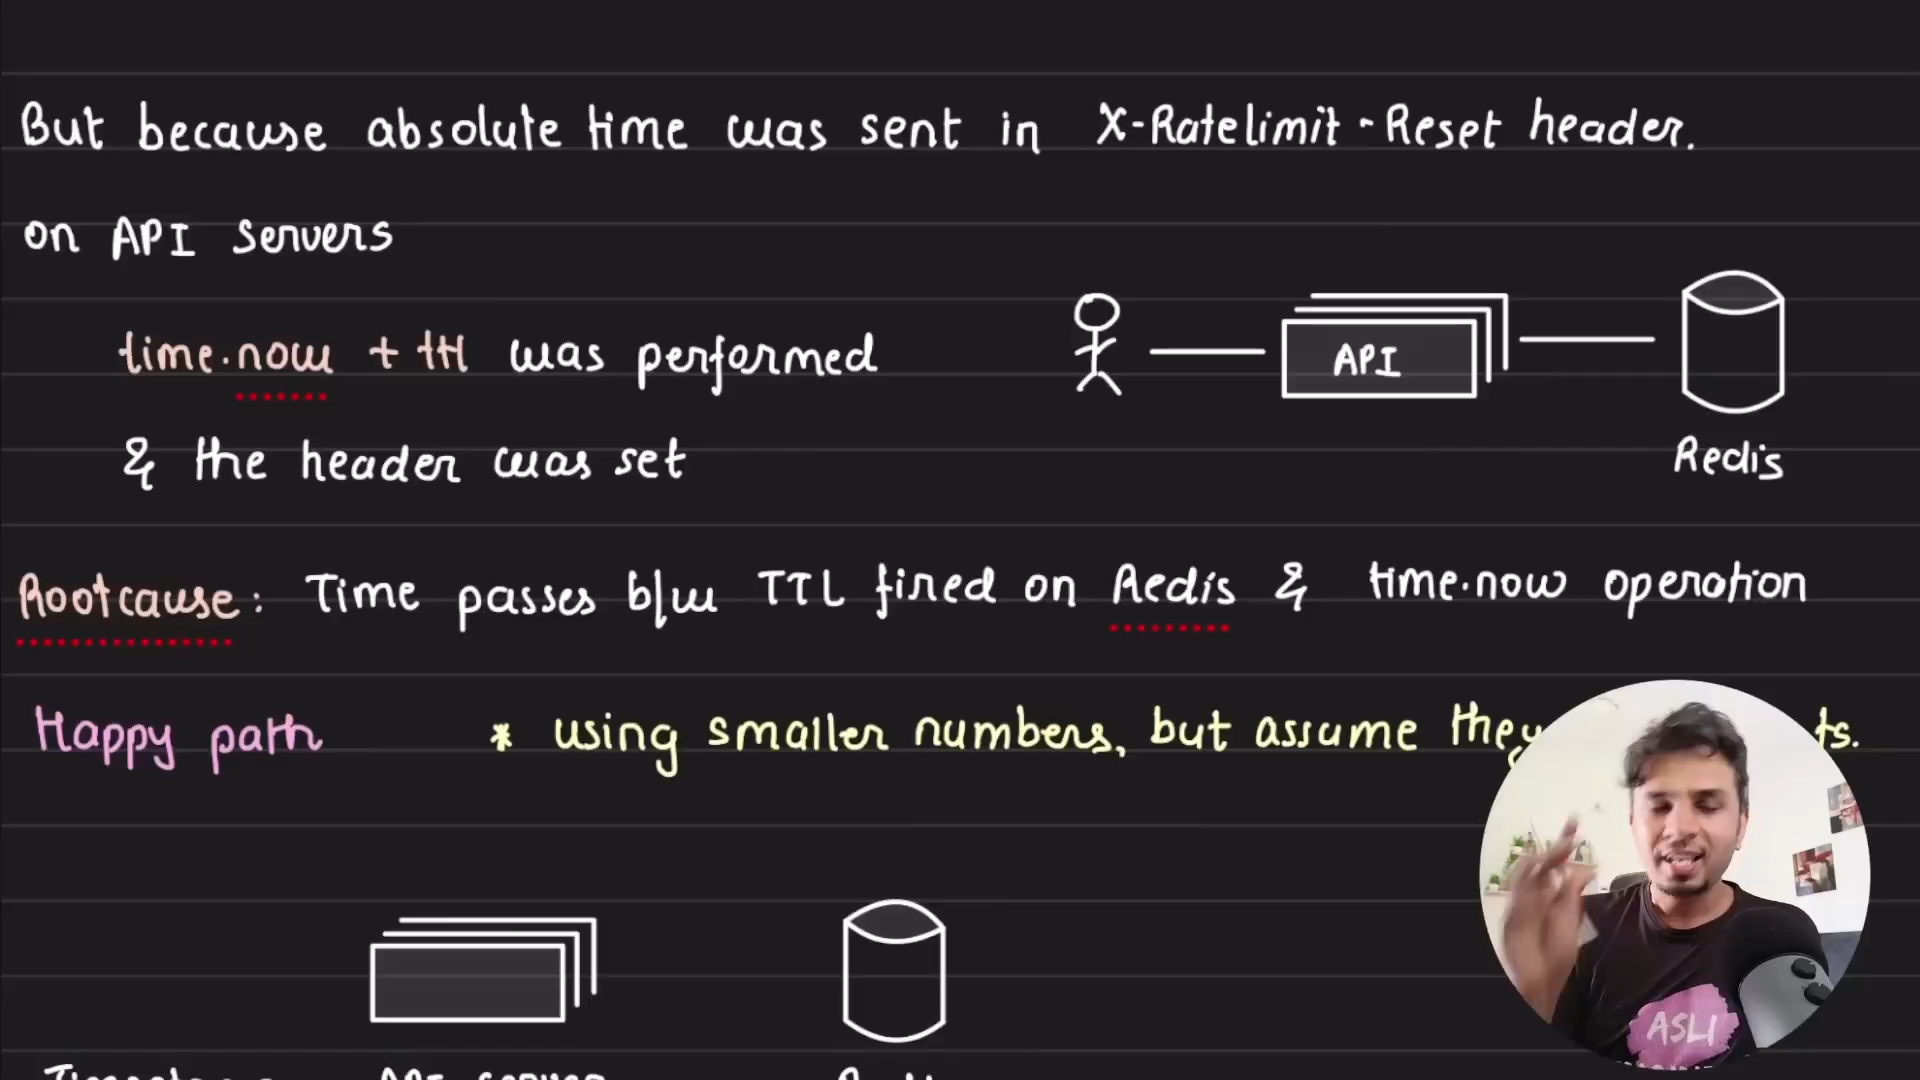 But because absolute time was sent in X-Ratelimit-Reset header.
on API servers
time.now + ttl was performed
& the header was set
API
Redis
Rootcause: Time passes b/w TTL fired on Redis & time.now operation
Happy path * using smaller numbers, but assume they
ts.
ASLI